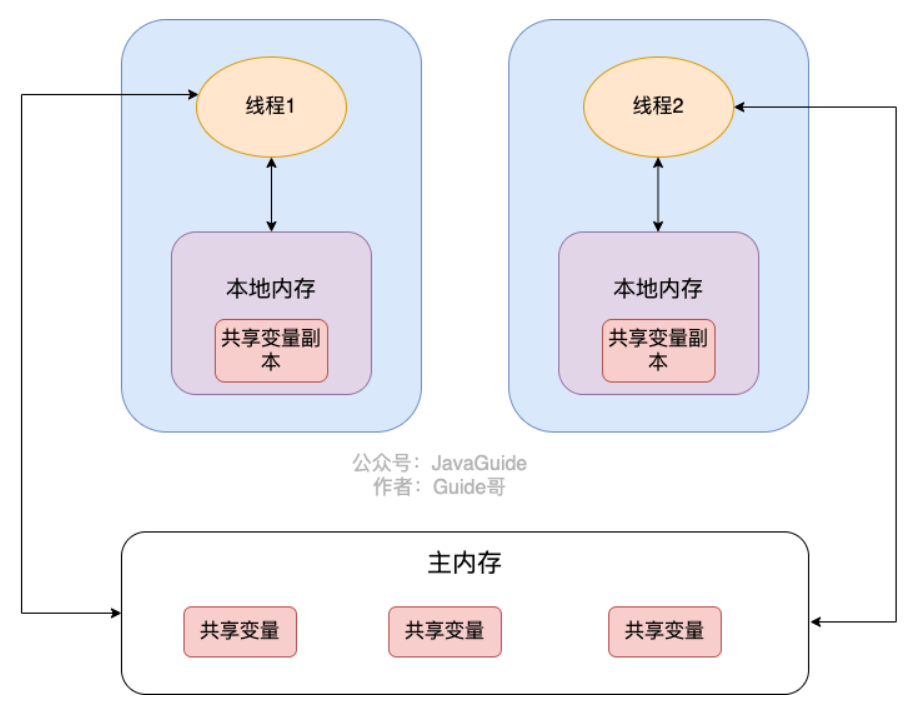 线程1
线程2
本地内存
共享变量副
本
本地内存
共享变量副
本
公众号：JavaGuide
作者：Guide哥
主内存
共享变量
共享变量
共享变量